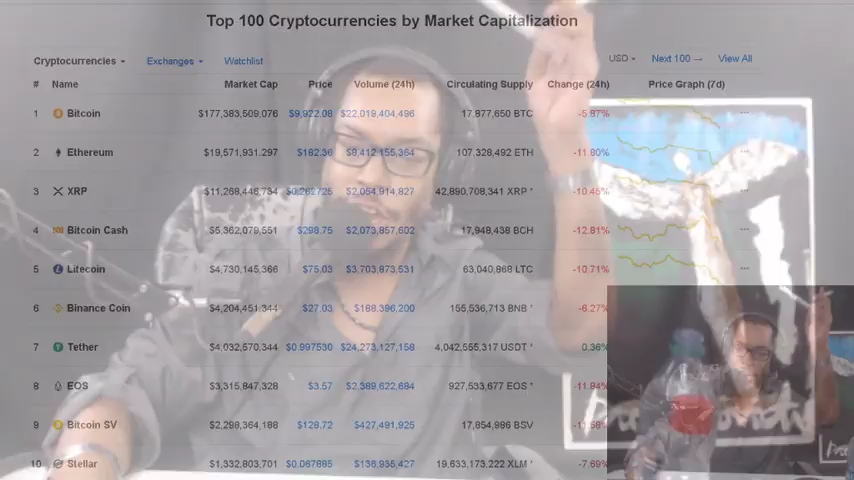 Top 100 Cryptocurrencies by Market Capitalization
Cryptocurrencies Exchanges Watchlist USD Next 100 → View All
# Name Market Cap Price Volume (24h) Circulating Supply Change (24h) Price Graph (7d)
1 Bitcoin $177,383,509,076 $9,922.08 $22,019,404,496 17,877,650 BTC -5.87%
2 Ethereum $19,571,931,297 $182.36 $8,412,155,364 107,328,492 ETH -11.80%
3 XRP $11,268,446,734 $0.262725 $2,054,914,827 42,890,708,341 XRP * -10.45%
4 Bitcoin Cash $5,362,079,551 $298.75 $2,073,857,602 17,948,438 BCH -12.81%
5 Litecoin $4,730,145,366 $75.03 $3,703,873,531 63,040,868 LTC -10.71%
6 Binance Coin $4,204,451,344 $27.03 $188,396,200 155,536,713 BNB * -6.27%
7 Tether $4,032,570,344 $0.997530 $24,273,127,158 4,042,555,317 USDT * 0.36%
8 EOS $3,315,847,328 $3.57 $2,389,622,684 927,533,677 EOS * -11.94%
9 Bitcoin SV $2,298,364,188 $128.72 $427,491,925 17,854,986 BSV
10 Stellar $1,332,803,701 $0.067885 $136,935,427 19,633,173,222 XLM * -7.69%